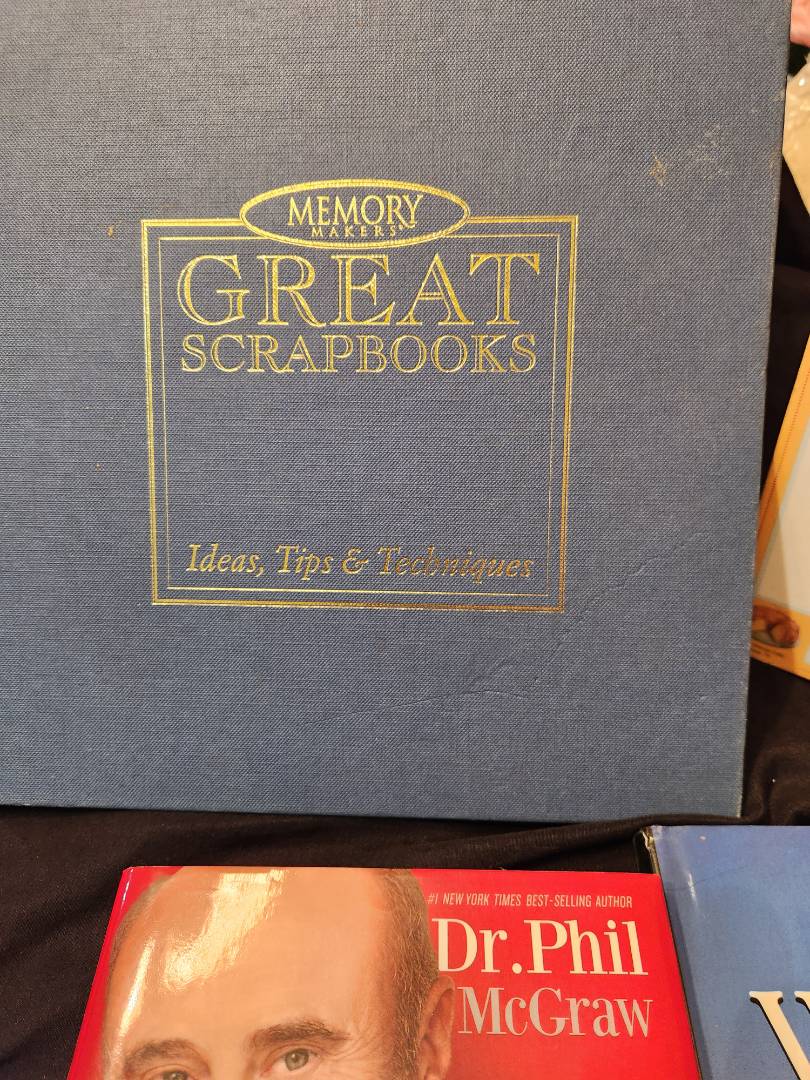 MEMORY
MAKERS®
GREAT
SCRAPBOOKS
Ideas, Tips & Techniques
#1 NEW YORK TIMES BEST-SELLING AUTHOR
Dr. Phil
McGraw